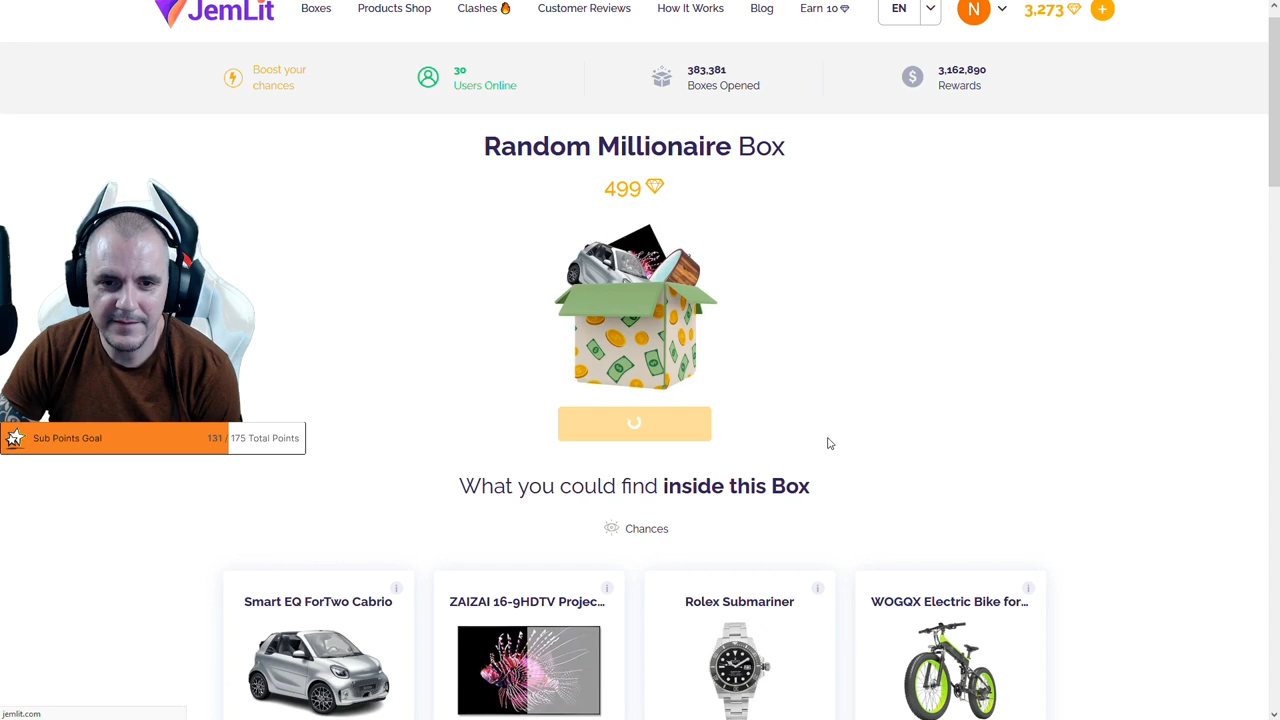 JemLit
Boxes Products Shop Clashes Customer Reviews How It Works Blog Earn 10 EN N 3,273 +
Boost your
chances
30
Users Online
383,381
Boxes Opened
$
3,162,890
Rewards
Random Millionaire Box
499
Sub Points Goal 131 / 175 Total Points
What you could find inside this Box
Chances
i i i i
Smart EQ ForTwo Cabrio ZAIZAI 16-9HDTV Projec... Rolex Submariner WOGQX Electric Bike for...
jemlit.com